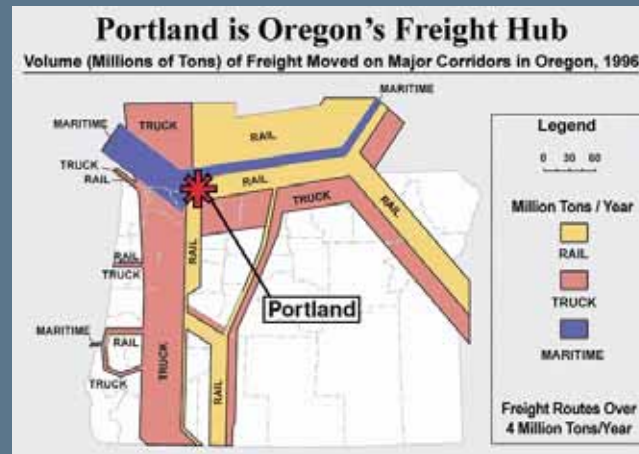 Portland is Oregon's Freight Hub
Volume (Millions of Tons) of Freight Moved on Major Corridors in Oregon, 1996
MARITIME
MARITIME
TRUCK
RAIL
TRUCK
RAIL
RAIL
TRUCK
RAIL
RAIL
RAIL
TRUCK
Portland
MARITIME
RAIL
TRUCK
TRUCK
RAIL
Legend
0 30 60
Million Tons / Year
RAIL
TRUCK
MARITIME
Freight Routes Over
4 Million Tons/Year